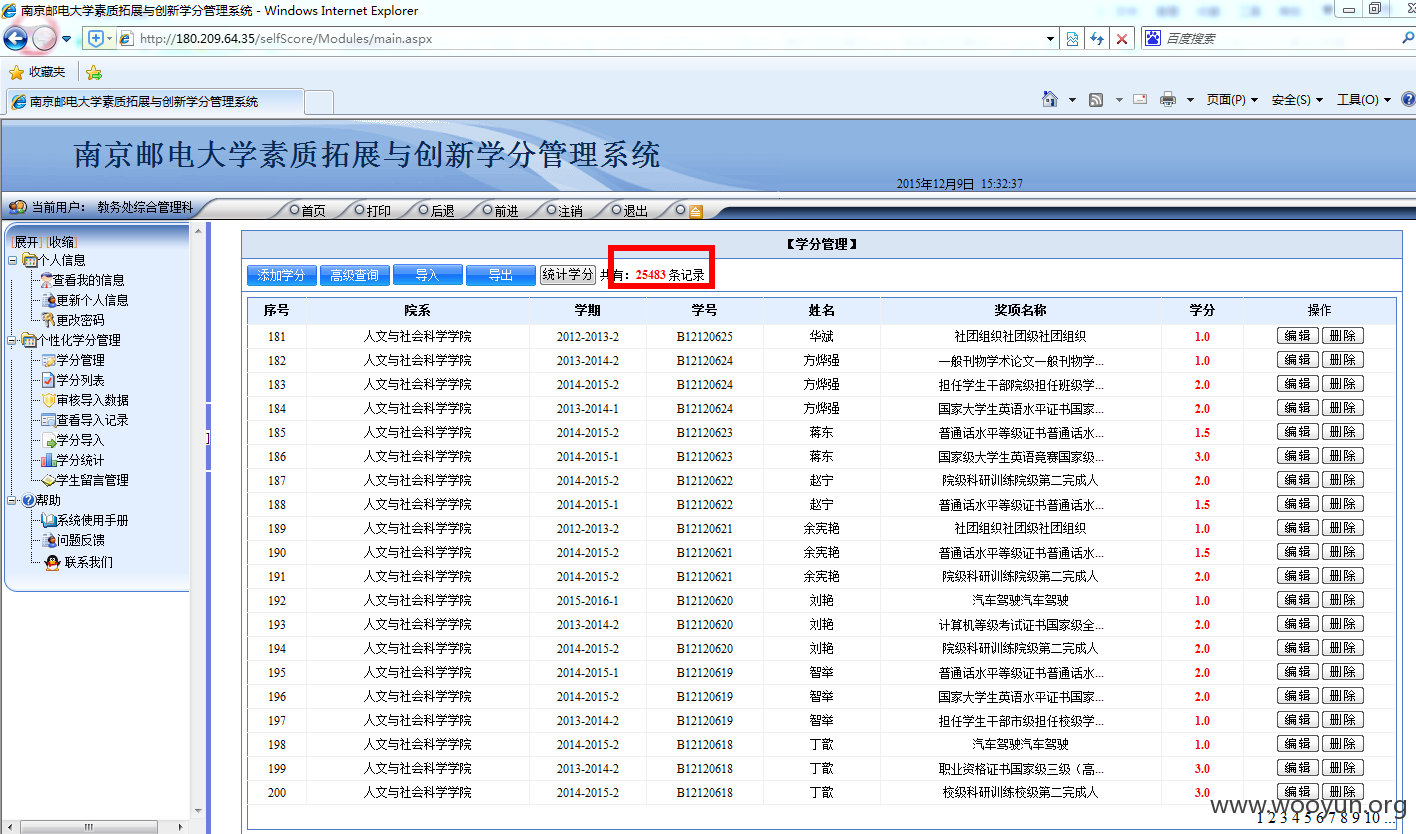 南京邮电大学素质拓展与创新学分管理系统 - Windows Internet Explorer
http://180.209.64.35/selfScore/Modules/main.aspx 百度搜索
收藏夹
南京邮电大学素质拓展与创新学分管理系统 页面(P) 安全(S) 工具(O)
南京邮电大学素质拓展与创新学分管理系统
2015年12月9日 15:32:37
当前用户： 教务处综合管理科 首页 打印 后退 前进 注销 退出
[展开] [收缩]
个人信息
查看我的信息
更新个人信息
更改密码
个性化学分管理
学分管理
学分列表
审核导入数据
查看导入记录
学分导入
学分统计
学生留言管理
帮助
系统使用手册
问题反馈
联系我们
【学分管理】
添加学分 高级查询 导入 导出 统计学分 共有：25483条记录
序号 院系 学期 学号 姓名 奖项名称 学分 操作
181 人文与社会科学学院 2012-2013-2 B12120625 华斌 社团组织社团级社团组织 1.0 编辑 删除
182 人文与社会科学学院 2013-2014-2 B12120624 方烨强 一般刊物学术论文一般刊物学... 1.0 编辑 删除
183 人文与社会科学学院 2014-2015-2 B12120624 方烨强 担任学生干部院级担任班级学... 2.0 编辑 删除
184 人文与社会科学学院 2013-2014-1 B12120624 方烨强 国家大学生英语水平证书国家... 2.0 编辑 删除
185 人文与社会科学学院 2014-2015-2 B12120623 蒋东 普通话水平等级证书普通话水... 1.5 编辑 删除
186 人文与社会科学学院 2014-2015-1 B12120623 蒋东 国家级大学生英语竞赛国家级... 3.0 编辑 删除
187 人文与社会科学学院 2014-2015-2 B12120622 赵宁 院级科研训练院级第二完成人 2.0 编辑 删除
188 人文与社会科学学院 2014-2015-1 B12120622 赵宁 普通话水平等级证书普通话水... 1.5 编辑 删除
189 人文与社会科学学院 2012-2013-2 B12120621 余宪艳 社团组织社团级社团组织 1.0 编辑 删除
190 人文与社会科学学院 2014-2015-2 B12120621 余宪艳 普通话水平等级证书普通话水... 1.5 编辑 删除
191 人文与社会科学学院 2014-2015-2 B12120621 余宪艳 院级科研训练院级第二完成人 2.0 编辑 删除
192 人文与社会科学学院 2015-2016-1 B12120620 刘艳 汽车驾驶汽车驾驶 1.0 编辑 删除
193 人文与社会科学学院 2013-2014-2 B12120620 刘艳 计算机等级考试证书国家级全... 2.0 编辑 删除
194 人文与社会科学学院 2014-2015-2 B12120620 刘艳 院级科研训练院级第二完成人 2.0 编辑 删除
195 人文与社会科学学院 2014-2015-1 B12120619 智举 普通话水平等级证书普通话水... 2.0 编辑 删除
196 人文与社会科学学院 2014-2015-2 B12120619 智举 国家大学生英语水平证书国家... 2.0 编辑 删除
197 人文与社会科学学院 2013-2014-2 B12120619 智举 担任学生干部市级担任校级学... 1.0 编辑 删除
198 人文与社会科学学院 2014-2015-2 B12120618 丁歆 汽车驾驶汽车驾驶 1.0 编辑 删除
199 人文与社会科学学院 2013-2014-2 B12120618 丁歆 职业资格证书国家级三级（高... 3.0 编辑 删除
200 人文与社会科学学院 2014-2015-2 B12120618 丁歆 校级科研训练校级第二完成人 3.0 编辑 删除
www.wooyun.org
1 2 3 4 5 6 7 8 9 10 ...